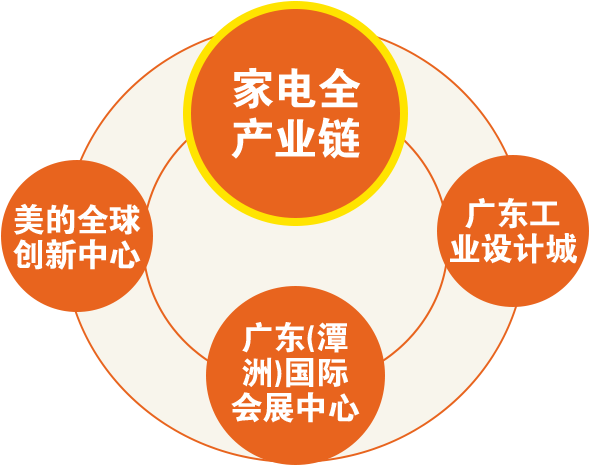 家电全
产业链
美的全球
创新中心
广东工
业设计城
广东(潭
洲)国际
会展中心